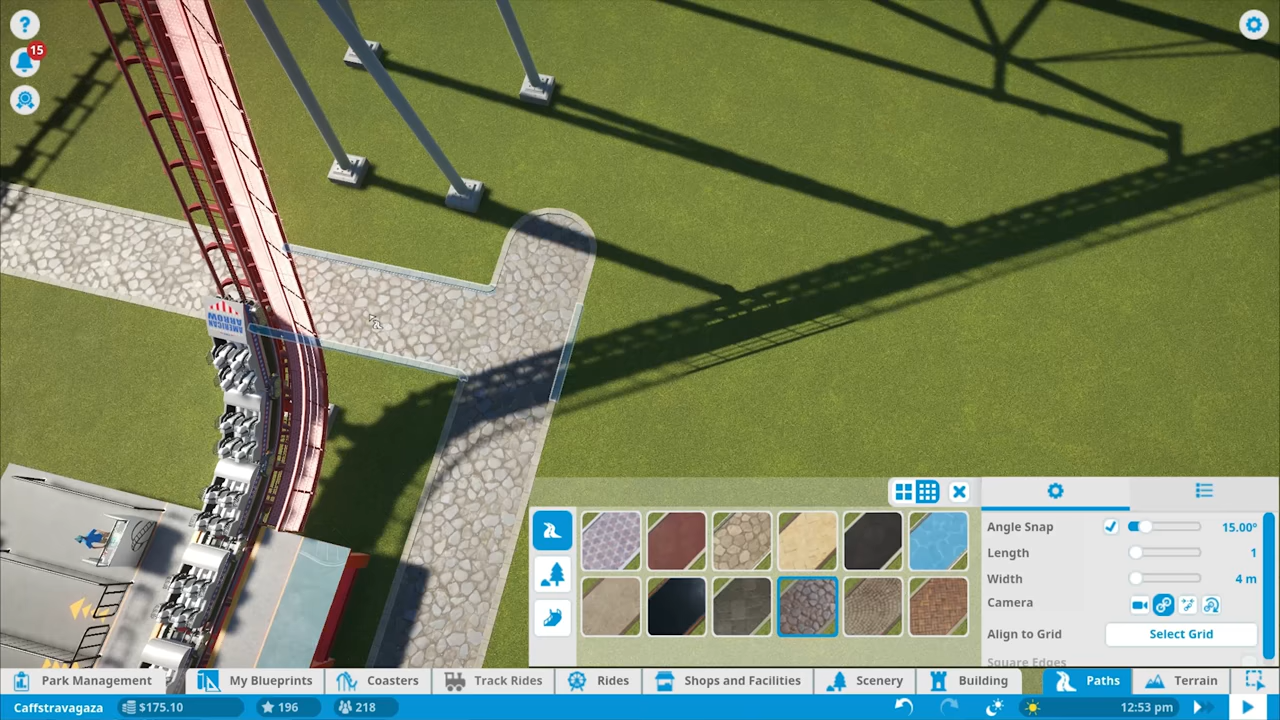 ?
15
AMERICAN
ARROW
Angle Snap 15.00°
Length 1
Width 4 m
Camera
Align to Grid Select Grid
Square Edges
Park Management My Blueprints Coasters Track Rides Rides Shops and Facilities Scenery Building Paths Terrain
Caffstravagaza $175.10 196 218 12:53 pm